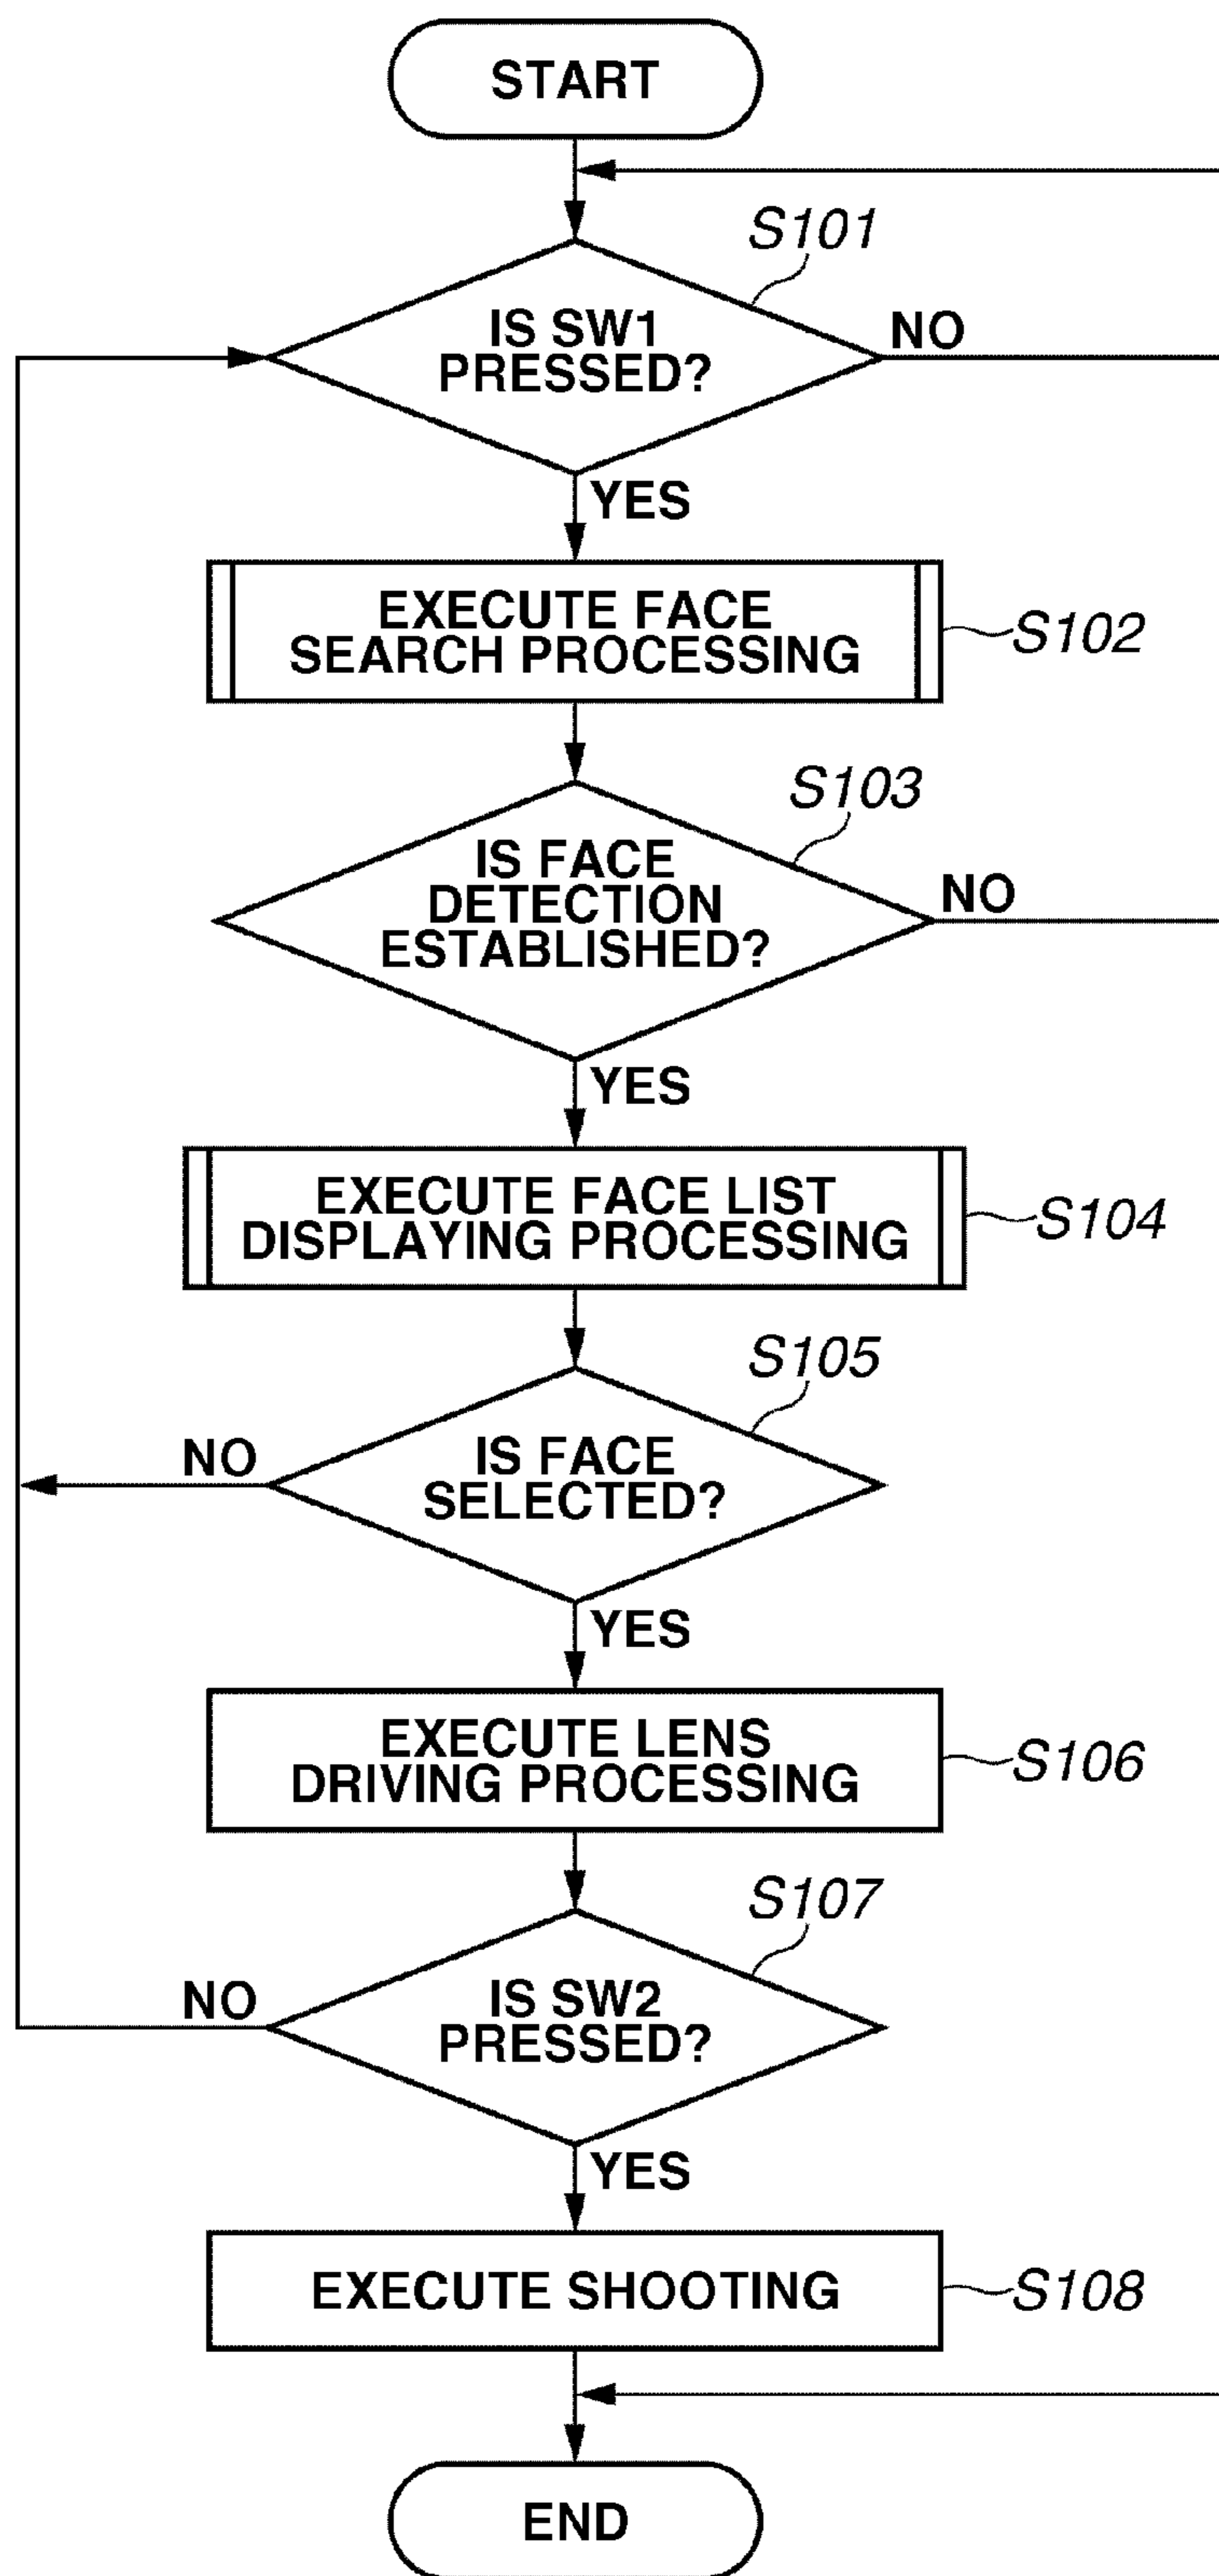 START
S101
IS SW1
PRESSED?
NO
YES
EXECUTE FACE
SEARCH PROCESSING
S102
S103
IS FACE
DETECTION
ESTABLISHED?
NO
YES
EXECUTE FACE LIST
DISPLAYING PROCESSING
S104
S105
IS FACE
SELECTED?
NO
YES
EXECUTE LENS
DRIVING PROCESSING
S106
S107
IS SW2
PRESSED?
NO
YES
EXECUTE SHOOTING
S108
END